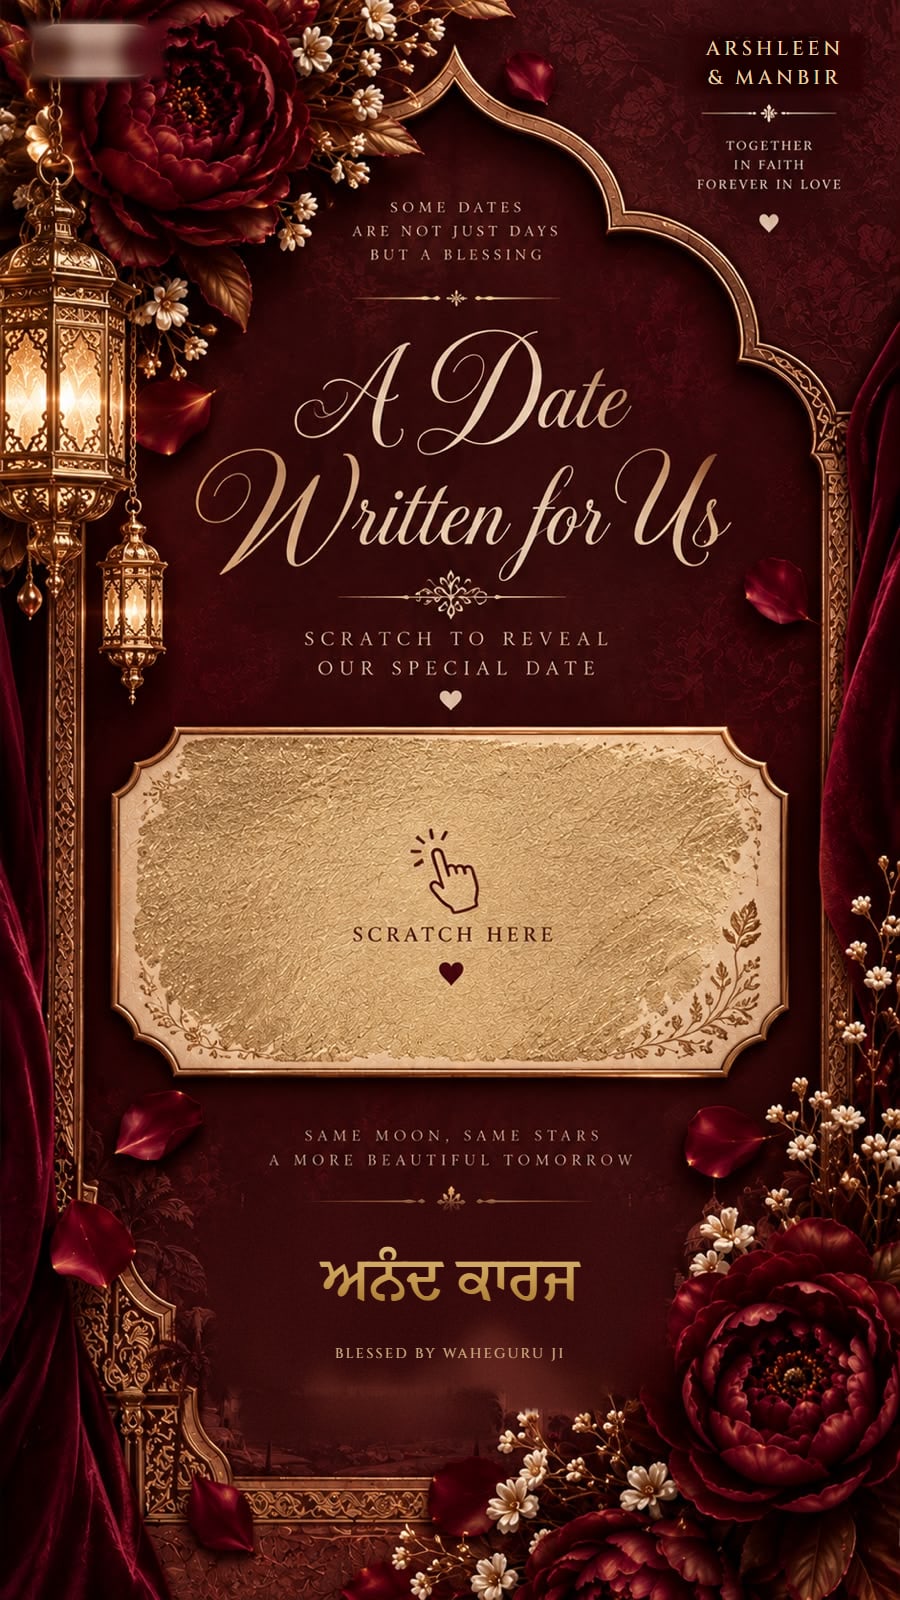 ARSHLEEN
& MANBIR
TOGETHER
IN FAITH
FOREVER IN LOVE
SOME DATES
ARE NOT JUST DAYS
BUT A BLESSING
A Date
Written for Us
SCRATCH TO REVEAL
OUR SPECIAL DATE
SCRATCH HERE
SAME MOON, SAME STARS
A MORE BEAUTIFUL TOMORROW
ਅਨੰਦ ਕਾਰਜ
BLESSED BY WAHEGURU JI